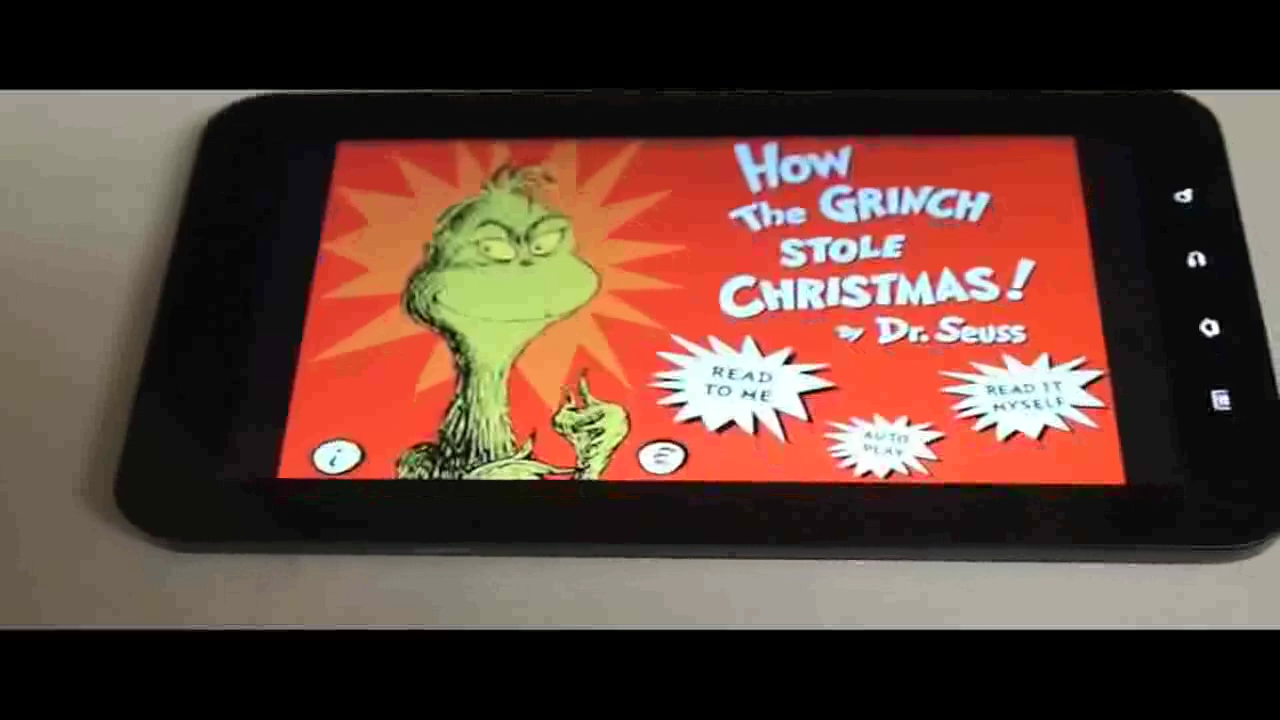 How
The GRINCH
STOLE
CHRISTMAS!
By Dr. Seuss
READ
TO ME
READ IT
MYSELF
AUTO
PLAY
i